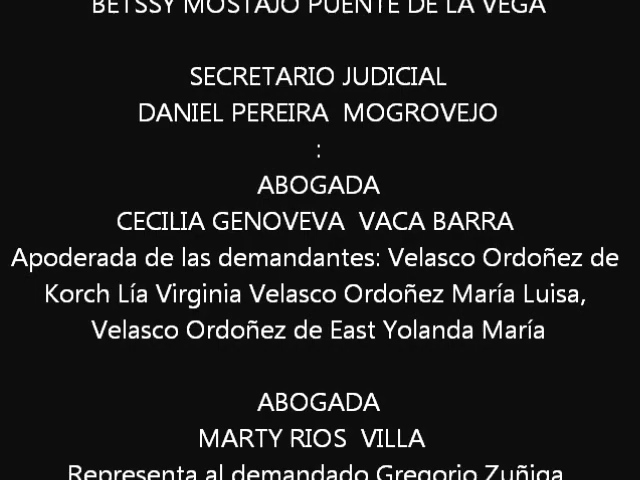 BETSSY MOSTAJO PUENTE DE LA VEGA
SECRETARIO JUDICIAL
DANIEL PEREIRA  MOGROVEJO
:
ABOGADA
CECILIA GENOVEVA  VACA BARRA
Apoderada de las demandantes: Velasco Ordoñez de
Korch Lía Virginia Velasco Ordoñez María Luisa,
Velasco Ordoñez de East Yolanda María
ABOGADA
MARTY RIOS  VILLA
Representa al demandado Gregorio Zuñiga